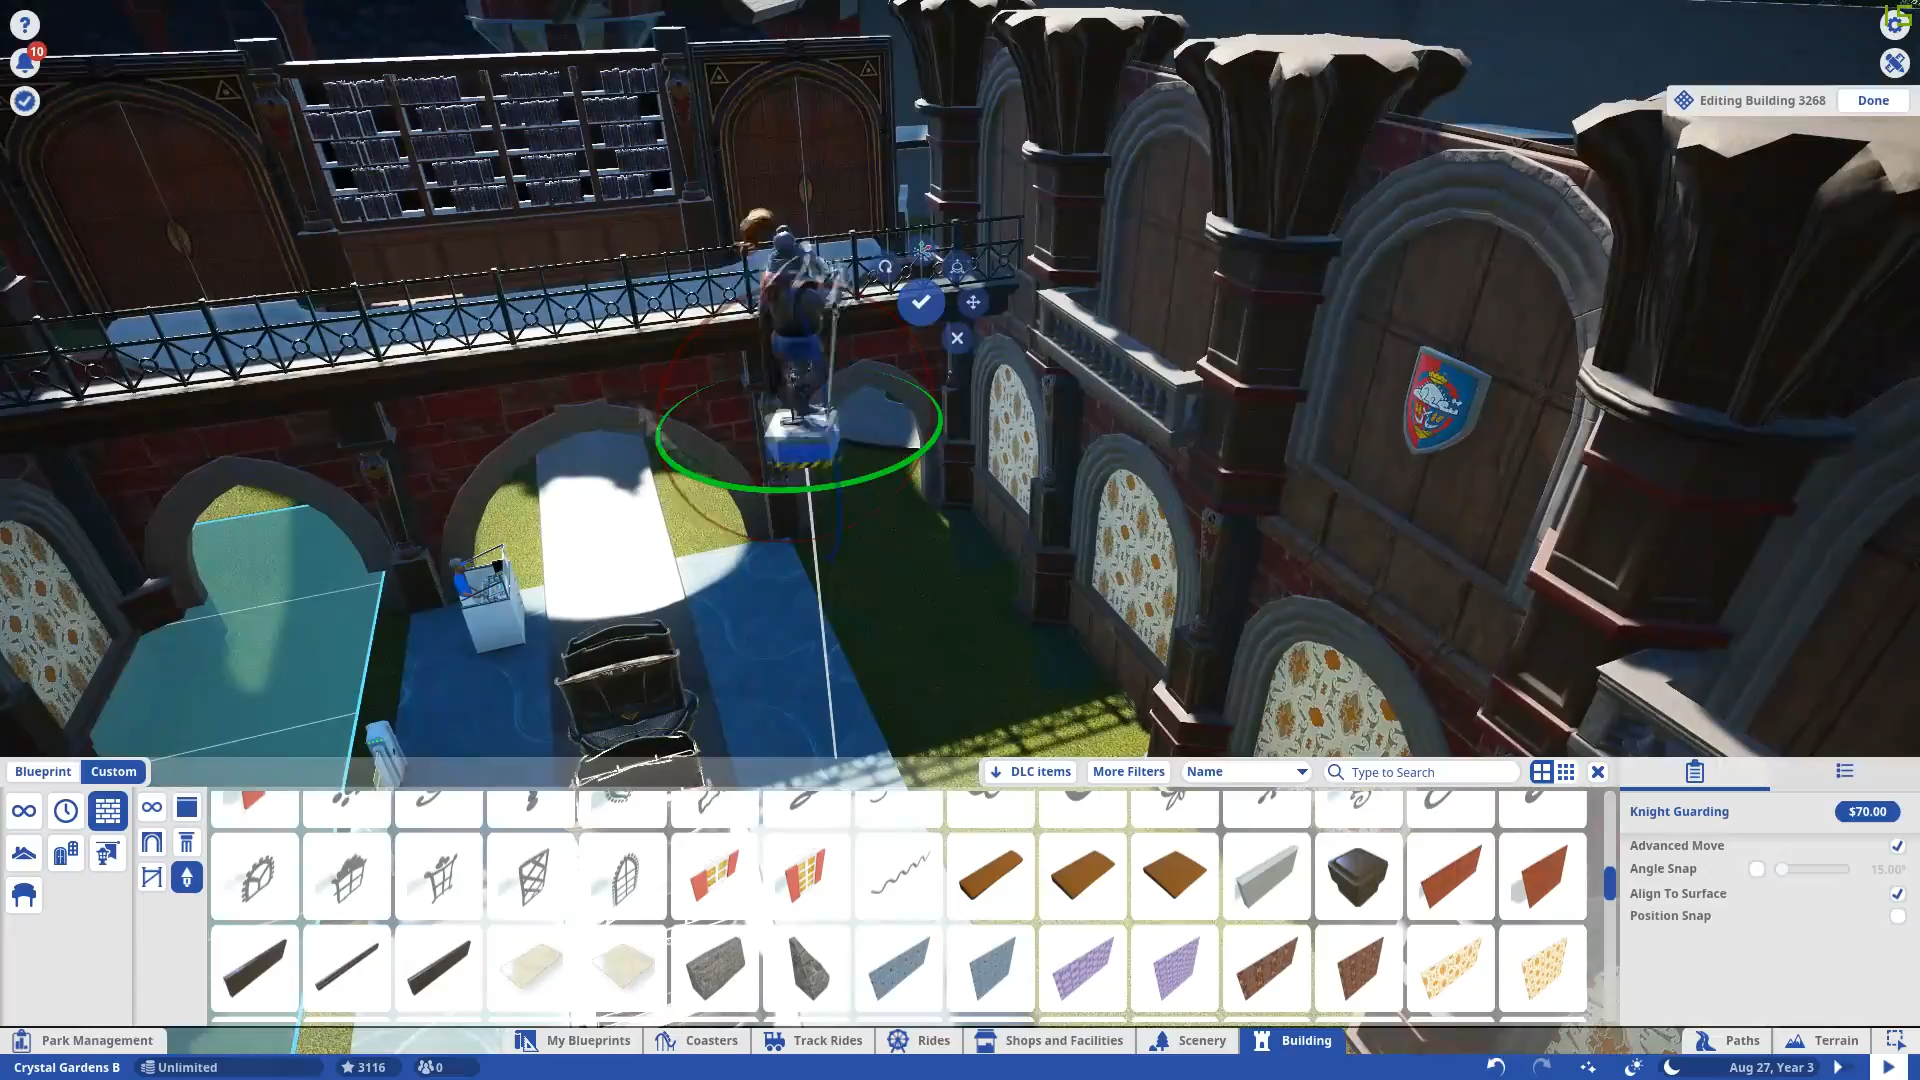 ?
10
15
Editing Building 3268
Done
Blueprint
Custom
DLC items
More Filters
Name
Type to Search
Knight Guarding
$70.00
Advanced Move
Angle Snap
15.00°
Align To Surface
Position Snap
Park Management
My Blueprints
Coasters
Track Rides
Rides
Shops and Facilities
Scenery
Building
Paths
Terrain
Crystal Gardens B
Unlimited
3116
0
Aug 27, Year 3